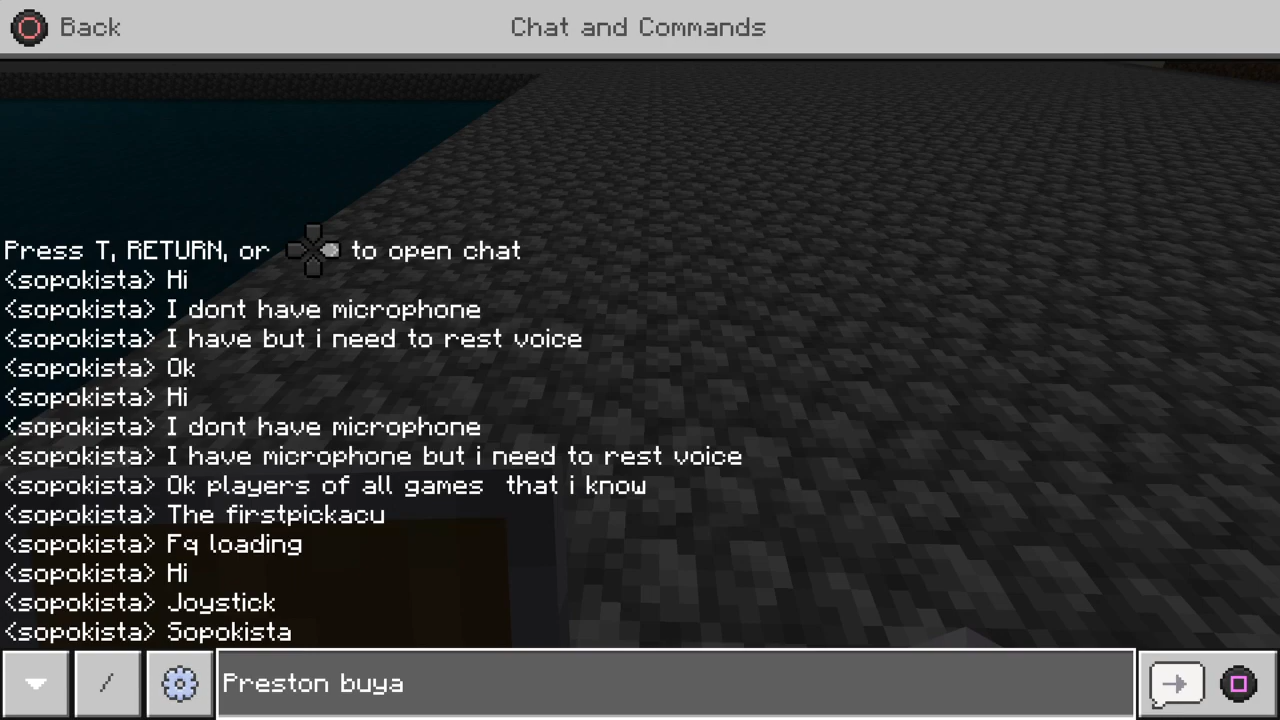 Back
Chat and Commands
Press T, RETURN, or to open chat
<sopokista> Hi
<sopokista> I dont have microphone
<sopokista> I have but i need to rest voice
<sopokista> Ok
<sopokista> Hi
<sopokista> I dont have microphone
<sopokista> I have microphone but i need to rest voice
<sopokista> Ok players of all games  that i know
<sopokista> The firstpickacu
<sopokista> Fq loading
<sopokista> Hi
<sopokista> Joystick
<sopokista> Sopokista
/
Preston buya